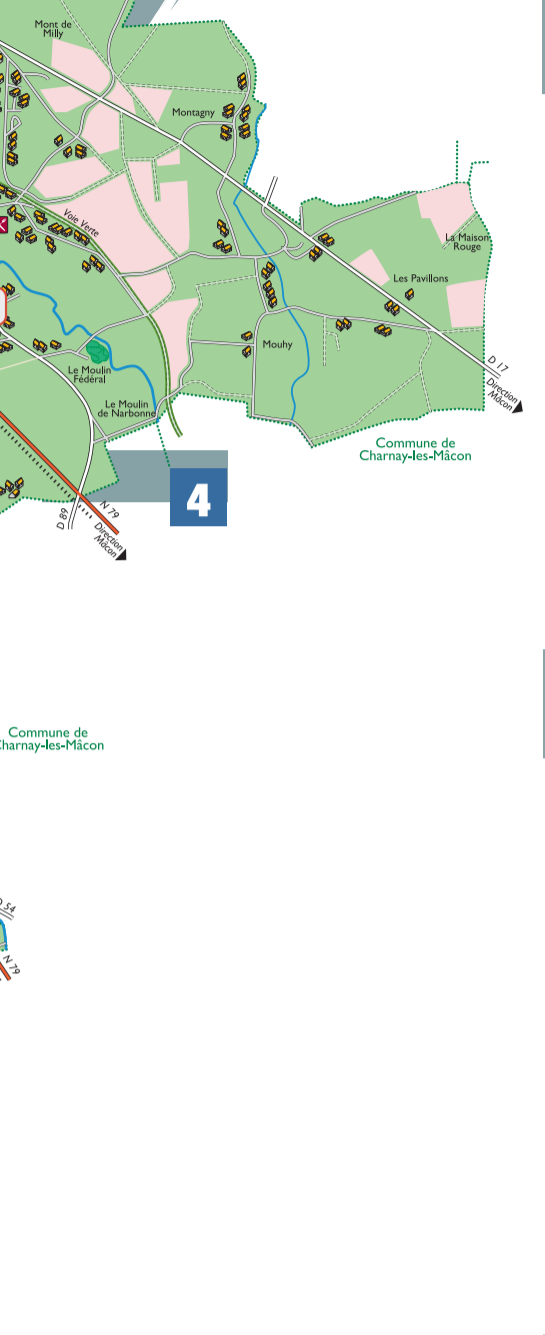 Mont de
Milly
Montagny
Voie Verte
La Maison
Rouge
Les Pavillons
Mouhy
Le Moulin
Fédéral
D 17
Direction
Mâcon
Le Moulin
de Narbonne
Commune de
Charnay-les-Mâcon
4
N 79
D 89
Direction
Mâcon
Commune de
Charnay-les-Mâcon
D 54
N 79